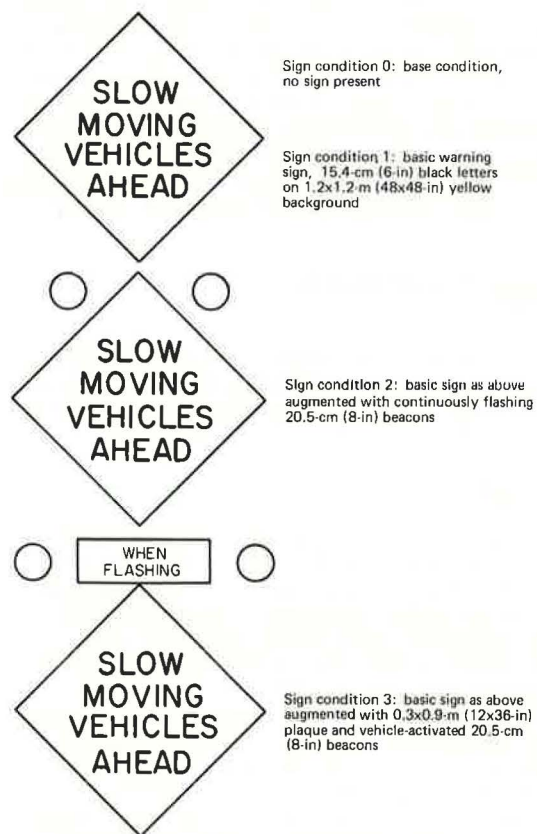 SLOW
MOVING
VEHICLES
AHEAD
Sign condition 0: base condition,
no sign present
Sign condition 1: basic warning
sign, 15.4-cm (6-in) black letters
on 1.2x1.2-m (48x48-in) yellow
background
SLOW
MOVING
VEHICLES
AHEAD
Sign condition 2: basic sign as above
augmented with continuously flashing
20.5-cm (8-in) beacons
WHEN
FLASHING
SLOW
MOVING
VEHICLES
AHEAD
Sign condition 3: basic sign as above
augmented with 0.3x0.9-m (12x36-in)
plaque and vehicle-activated 20.5-cm
(8-in) beacons